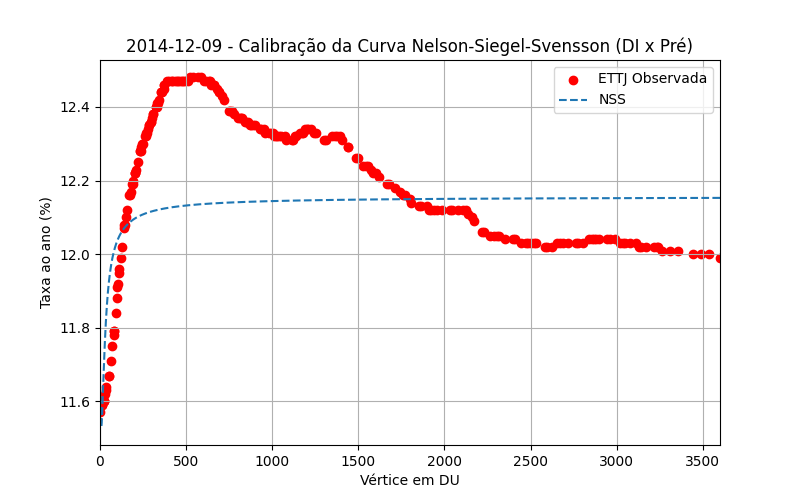 2014-12-09 - Calibração da Curva Nelson-Siegel-Svensson (DI x Pré)
ETTJ Observada
NSS
Taxa ao ano (%)
12.4
12.2
12.0
11.8
11.6
0 500 1000 1500 2000 2500 3000 3500
Vértice em DU